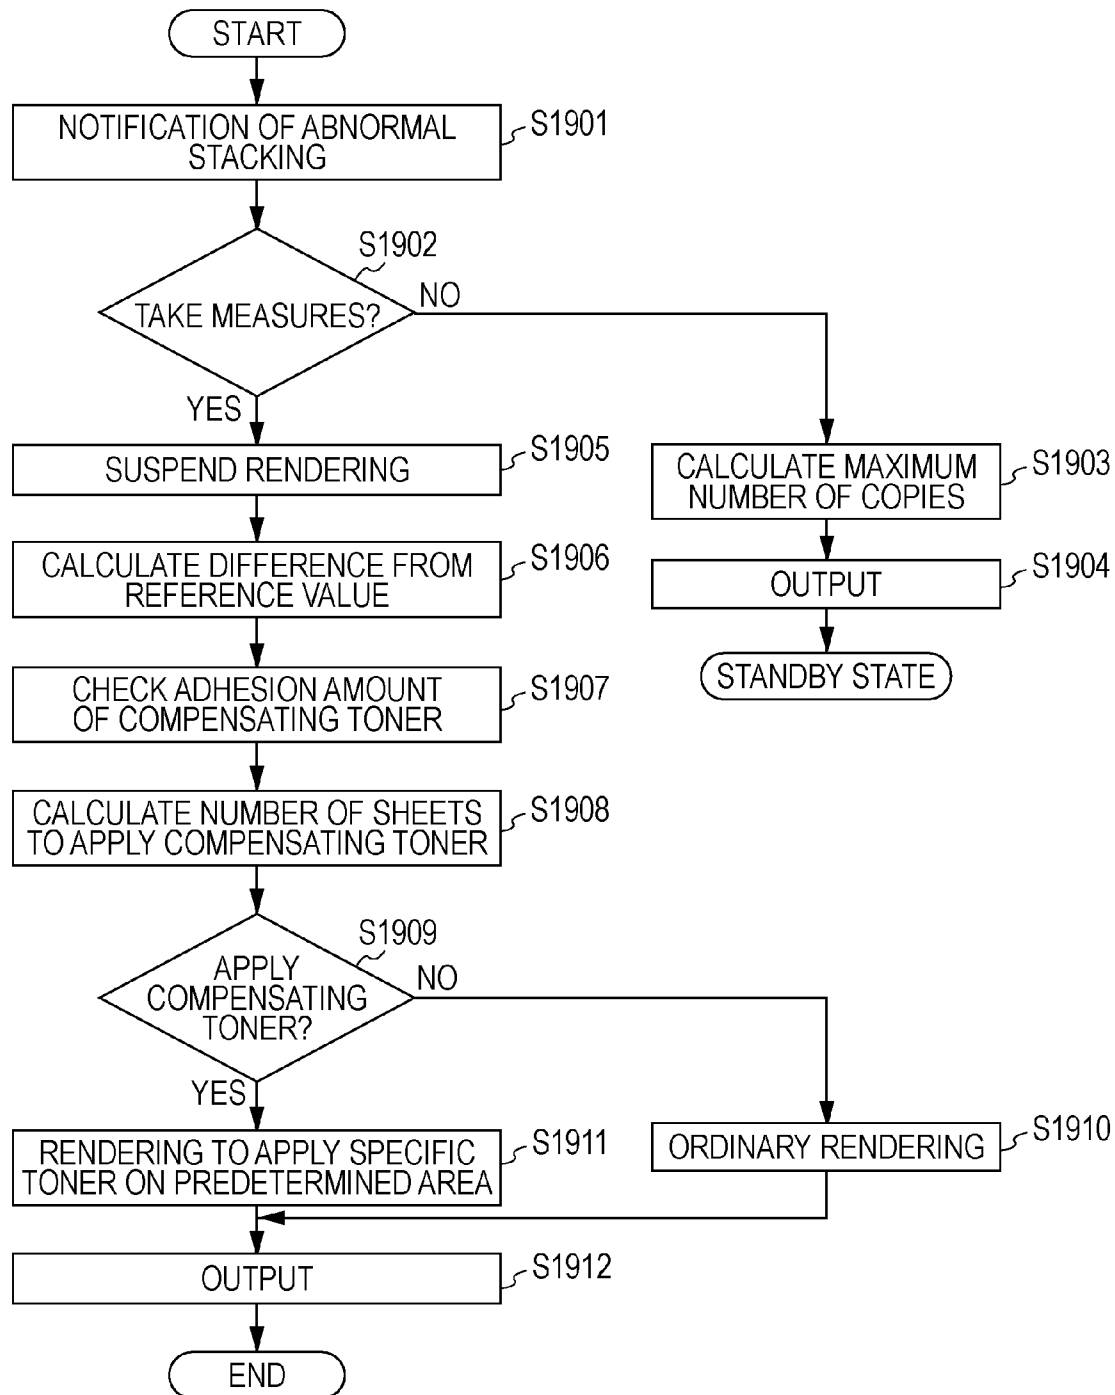 START
NOTIFICATION OF ABNORMAL
STACKING
S1901
S1902
TAKE MEASURES?
NO
YES
SUSPEND RENDERING
S1905
CALCULATE MAXIMUM
NUMBER OF COPIES
S1903
CALCULATE DIFFERENCE FROM
REFERENCE VALUE
S1906
OUTPUT
S1904
CHECK ADHESION AMOUNT
OF COMPENSATING TONER
S1907
STANDBY STATE
CALCULATE NUMBER OF SHEETS
TO APPLY COMPENSATING TONER
S1908
S1909
APPLY
COMPENSATING
TONER?
NO
YES
RENDERING TO APPLY SPECIFIC
TONER ON PREDETERMINED AREA
S1911
ORDINARY RENDERING
S1910
OUTPUT
S1912
END